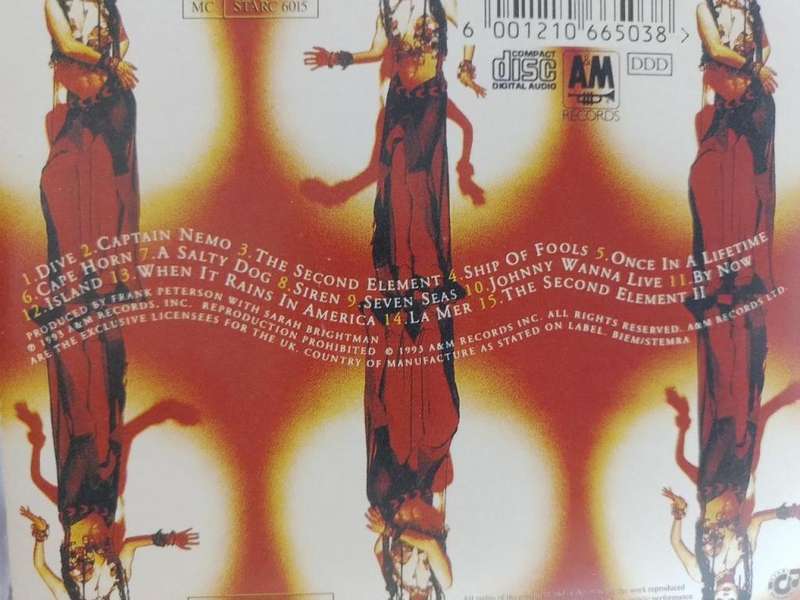 MC STARC 6015
6 001210 665038 >
COMPACT
disc
DIGITAL AUDIO
A&M
RECORDS
DDD
1 DIVE 2.CAPTAIN NEMO 3.THE SECOND ELEMENT 4.SHIP OF FOOLS 5.ONCE IN A LIFETIME
6.CAPE HORN 7.A SALTY DOG 8.SIREN 9.SEVEN SEAS 10.JOHNNY WANNA LIVE 11.BY NOW
12.ISLAND 13.WHEN IT RAINS IN AMERICA 14.LA MER 15.THE SECOND ELEMENT II
PRODUCED BY FRANK PETERSON WITH SARAH BRIGHTMAN
℗ 1993 A&M RECORDS, INC. REPRODUCTION PROHIBITED © 1993 A&M RECORDS INC. ALL RIGHTS RESERVED. A&M RECORDS LTD.
ARE THE EXCLUSIVE LICENSEES FOR THE UK. COUNTRY OF MANUFACTURE AS STATED ON LABEL. BIEM/STEMRA
the work reproduced
performance